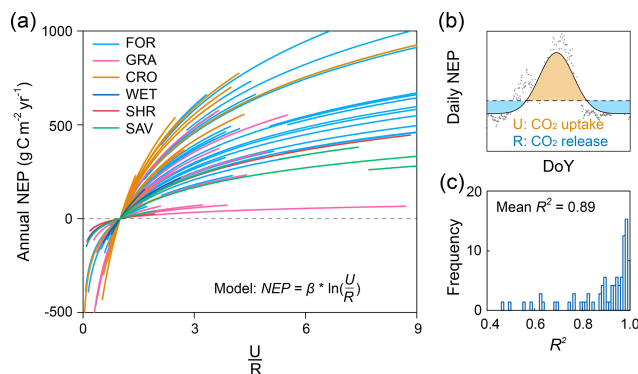 (a)
1000
500
0
-500
Annual NEP (g C m⁻² yr⁻¹)
FOR
GRA
CRO
WET
SHR
SAV
Model: NEP = β * ln(U/R)
0
3
6
9
U/R
(b)
Daily NEP
U: CO₂ uptake
R: CO₂ release
DoY
(c)
20
10
0
Frequency
Mean R² = 0.89
0.4
0.6
0.8
1.0
R²